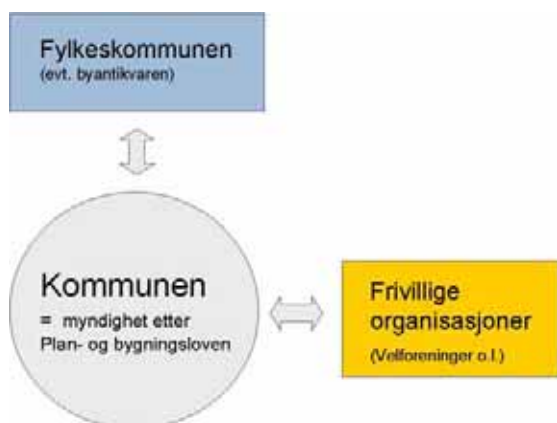 Fylkeskommunen
(evt. byantikvaren)
Kommunen
= myndighet etter
Plan- og bygningsloven
Frivillige
organisasjoner
(Velforeninger o.l.)